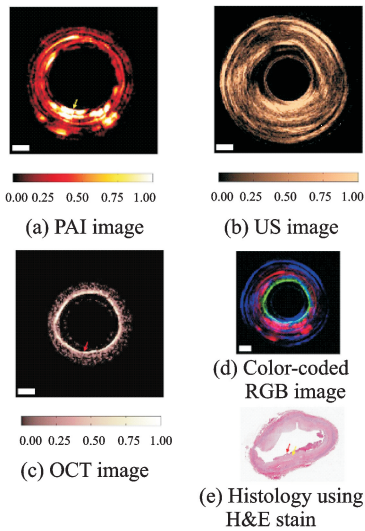 0.00 0.25 0.50 0.75 1.00
(a) PAI image
0.00 0.25 0.50 0.75 1.00
(b) US image
0.00 0.25 0.50 0.75 1.00
(c) OCT image
(d) Color-coded
RGB image
(e) Histology using
H&E stain